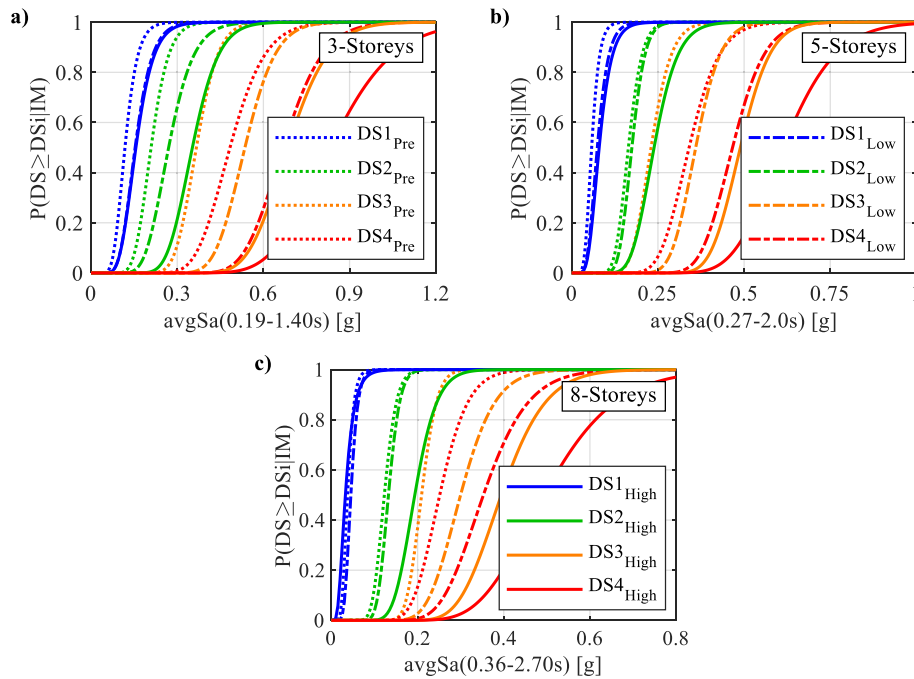 a)
3-Storeys
P(DS≥DSi|IM)
1
0.8
0.6
0.4
0.2
0
DS1Pre
DS2Pre
DS3Pre
DS4Pre
0 0.3 0.6 0.9 1.2
avgSa(0.19-1.40s) [g]
b)
5-Storeys
P(DS≥DSi|IM)
1
0.8
0.6
0.4
0.2
0
DS1Low
DS2Low
DS3Low
DS4Low
0 0.25 0.5 0.75
avgSa(0.27-2.0s) [g]
c)
8-Storeys
P(DS≥DSi|IM)
1
0.8
0.6
0.4
0.2
0
DS1High
DS2High
DS3High
DS4High
0 0.2 0.4 0.6 0.8
avgSa(0.36-2.70s) [g]